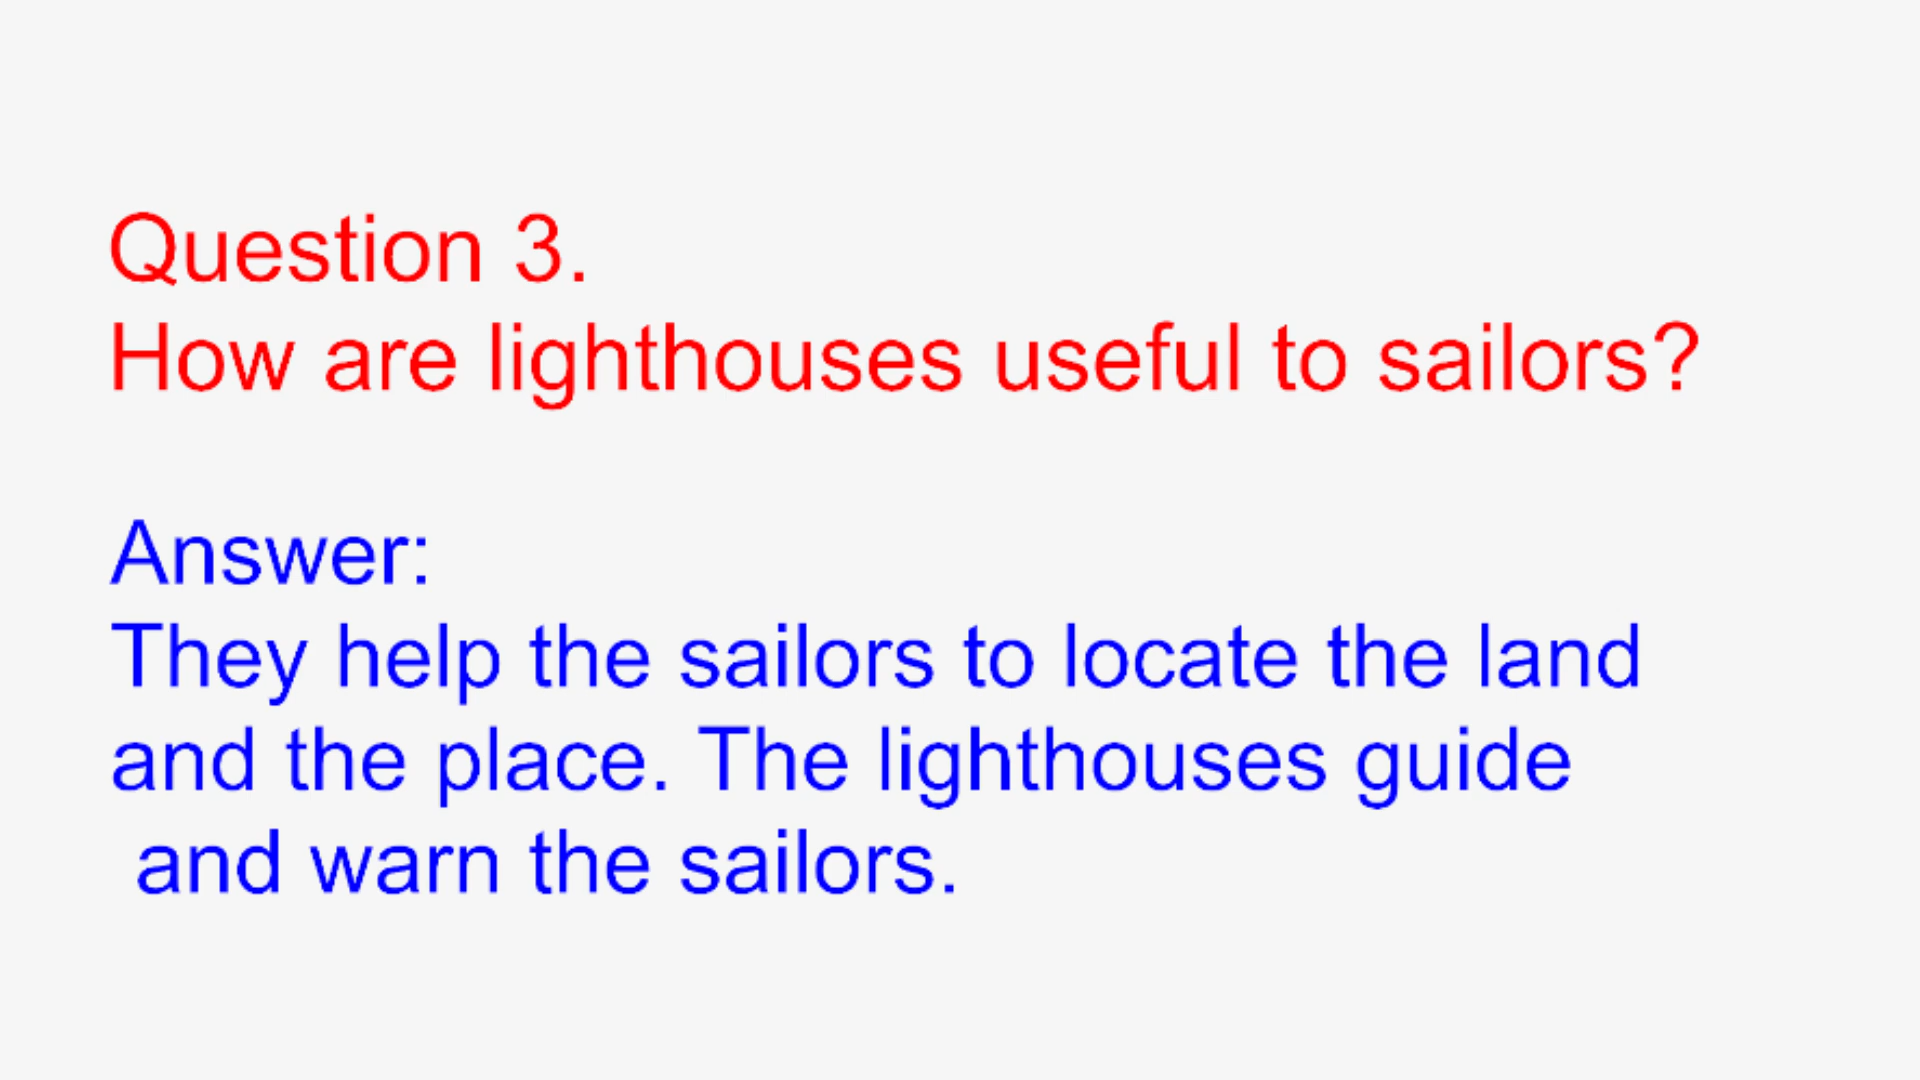 Question 3.
How are lighthouses useful to sailors?
Answer:
They help the sailors to locate the land
and the place. The lighthouses guide
and warn the sailors.